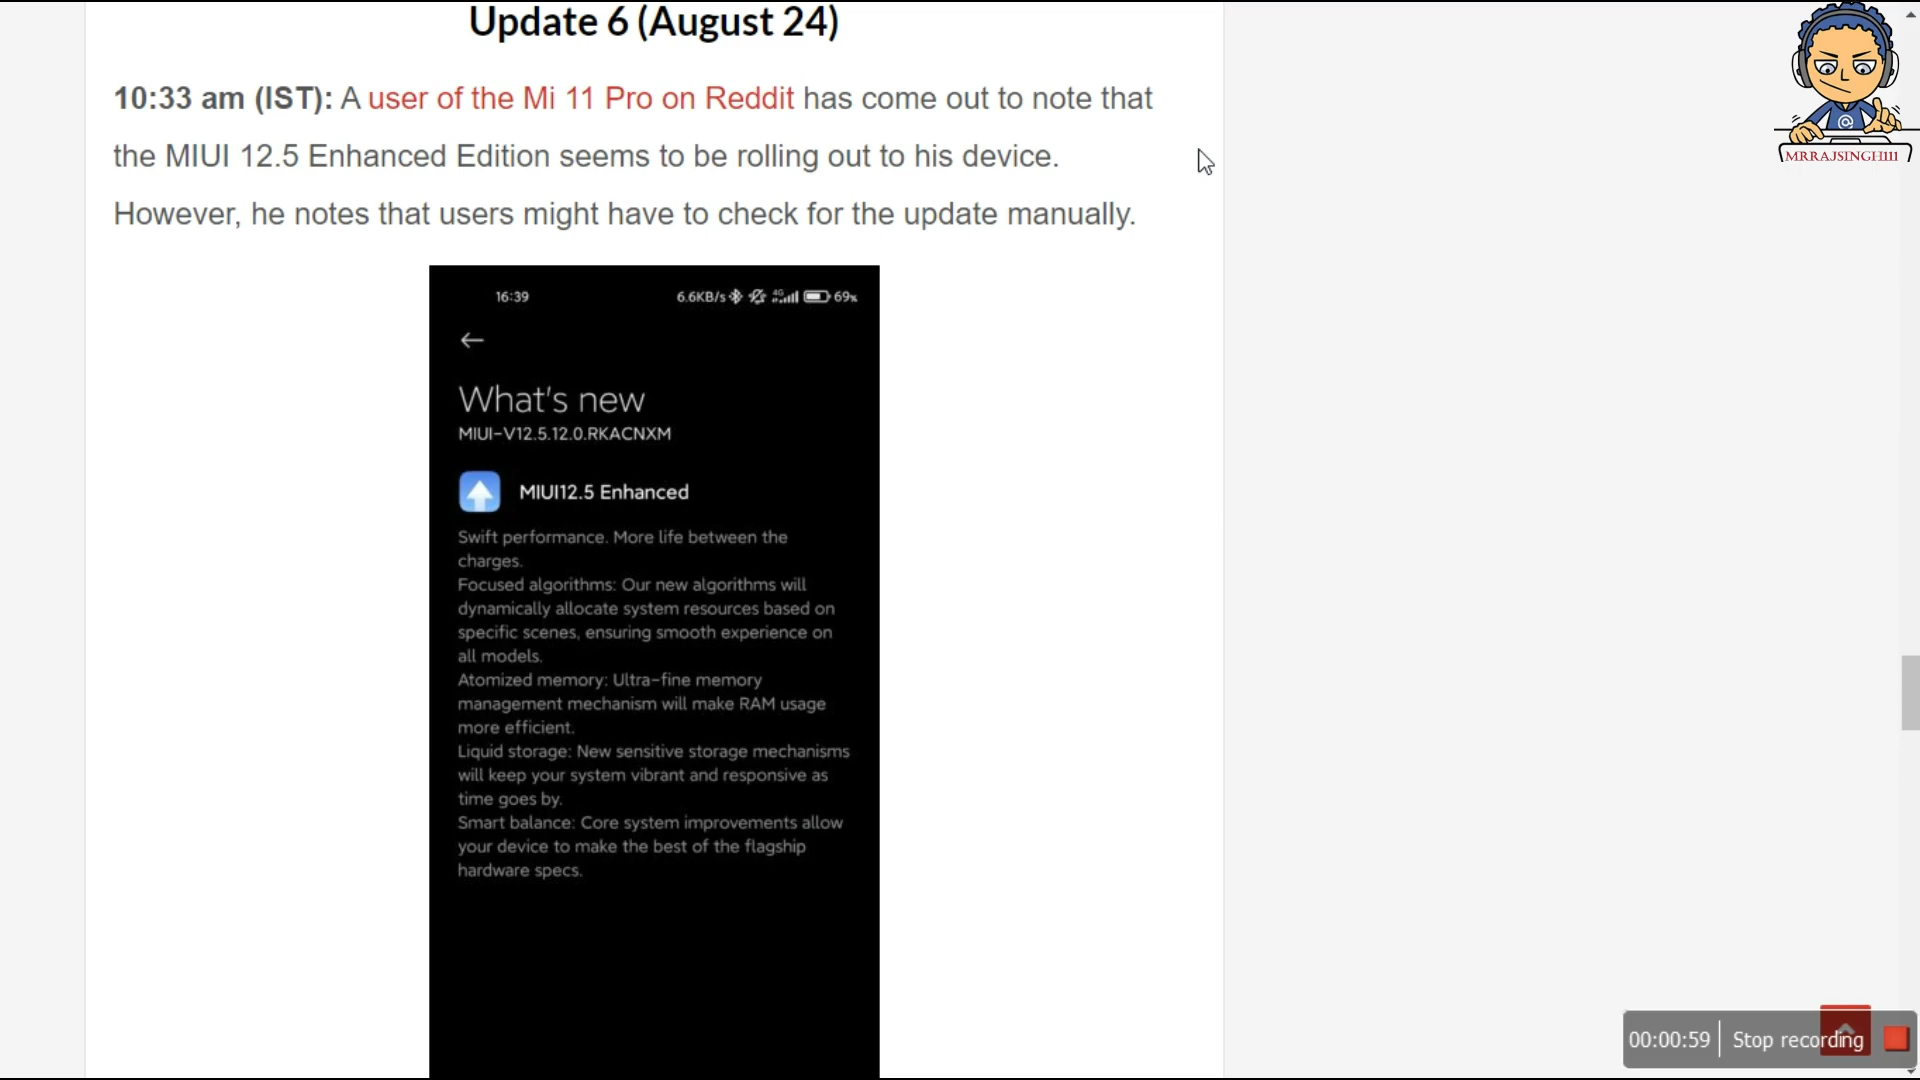 Update 6 (August 24)
10:33 am (IST): A user of the Mi 11 Pro on Reddit has come out to note that
the MIUI 12.5 Enhanced Edition seems to be rolling out to his device.
However, he notes that users might have to check for the update manually.
16:39 6.6KB/s 4G 69%
What's new
MIUI-V12.5.12.0.RKACNXM
MIUI12.5 Enhanced
Swift performance. More life between the
charges.
Focused algorithms: Our new algorithms will
dynamically allocate system resources based on
specific scenes, ensuring smooth experience on
all models.
Atomized memory: Ultra-fine memory
management mechanism will make RAM usage
more efficient.
Liquid storage: New sensitive storage mechanisms
will keep your system vibrant and responsive as
time goes by.
Smart balance: Core system improvements allow
your device to make the best of the flagship
hardware specs.
@
MRRAJSINGH111
00:00:59 Stop recording